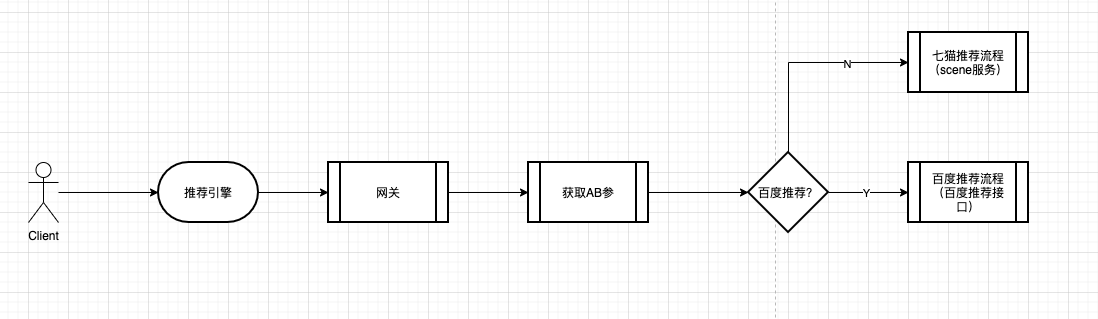 七猫推荐流程
（scene服务）
N
推荐引擎
网关
获取AB参
百度推荐?
Y
百度推荐流程
（百度推荐接
口）
Client